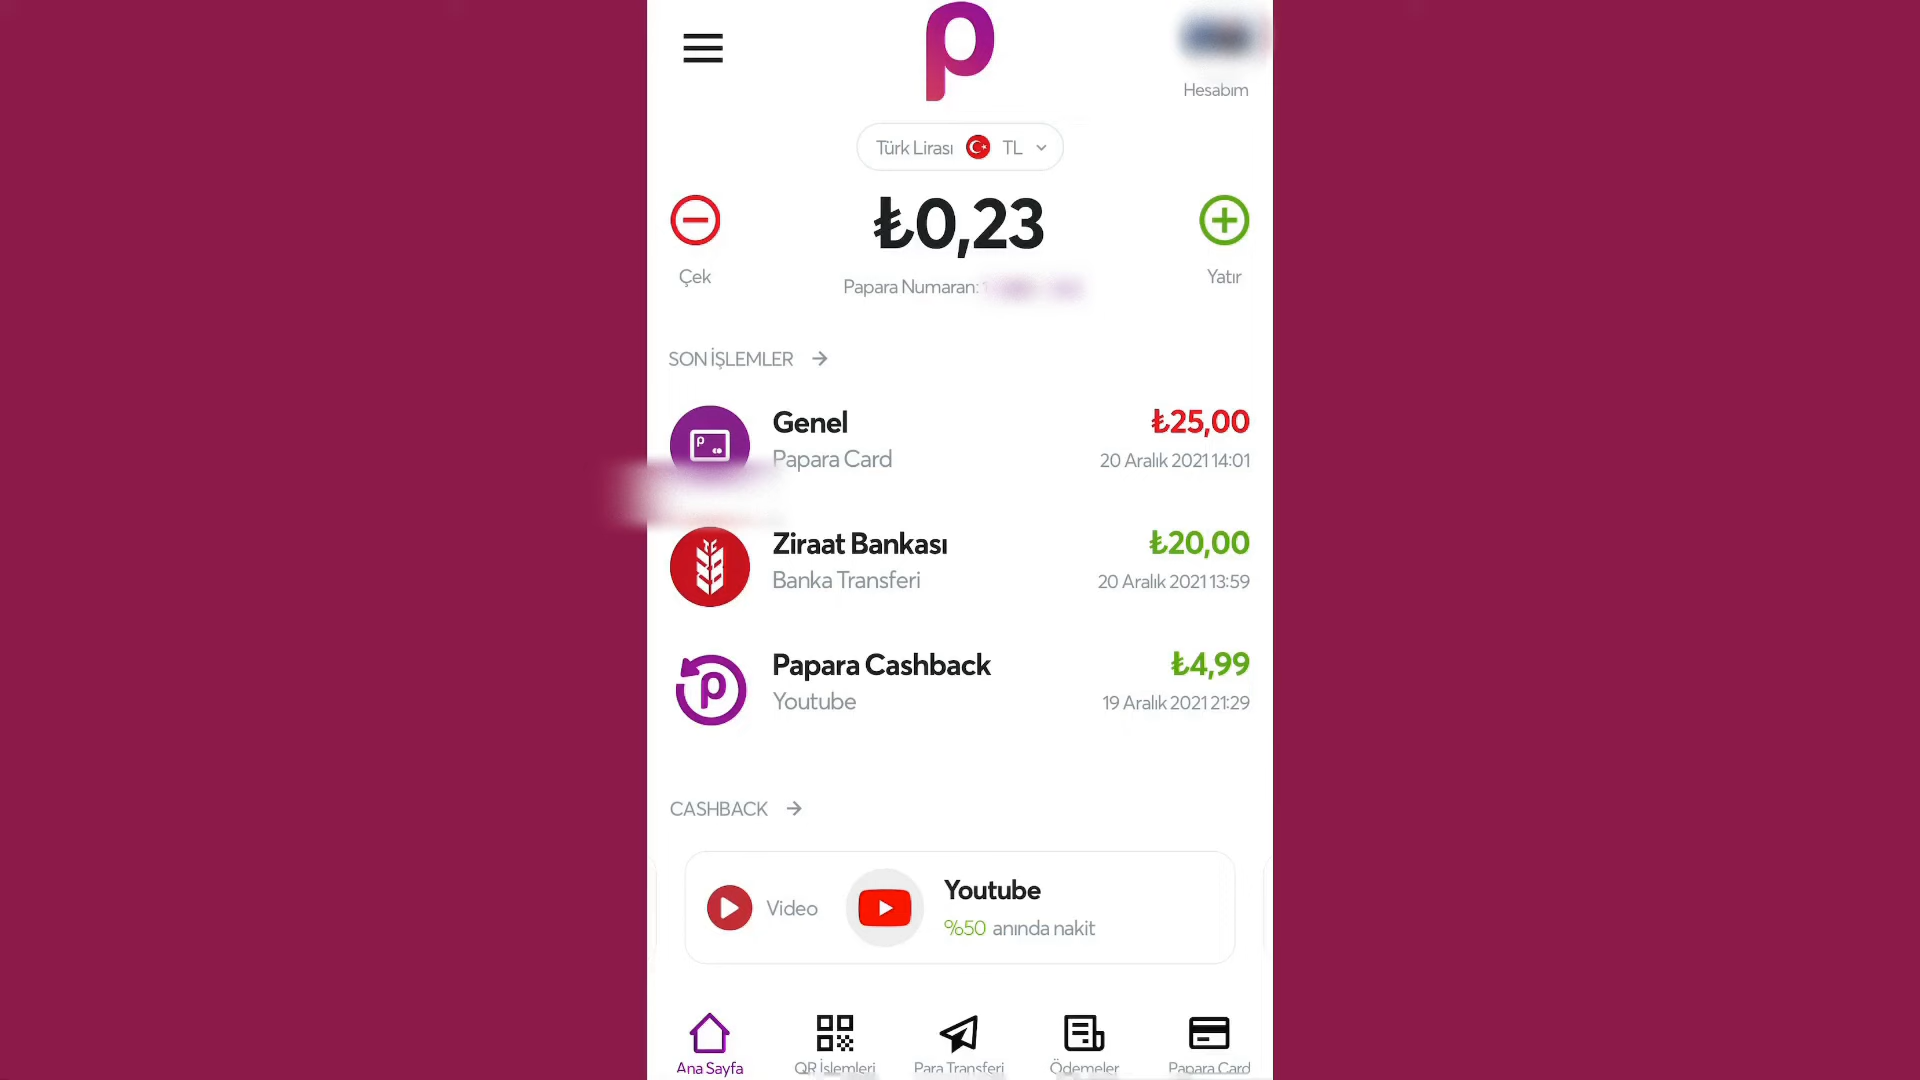 p
Hesabım
Türk Lirası TL
₺0,23
Çek
Yatır
Papara Numaran:
SON İŞLEMLER →
Genel
₺25,00
Papara Card
20 Aralık 2021 14:01
Ziraat Bankası
₺20,00
Banka Transferi
20 Aralık 2021 13:59
Papara Cashback
₺4,99
Youtube
19 Aralık 2021 21:29
CASHBACK →
Video
Youtube
%50 anında nakit
Ana Sayfa
QR İşlemleri
Para Transferi
Ödemeler
Papara Card